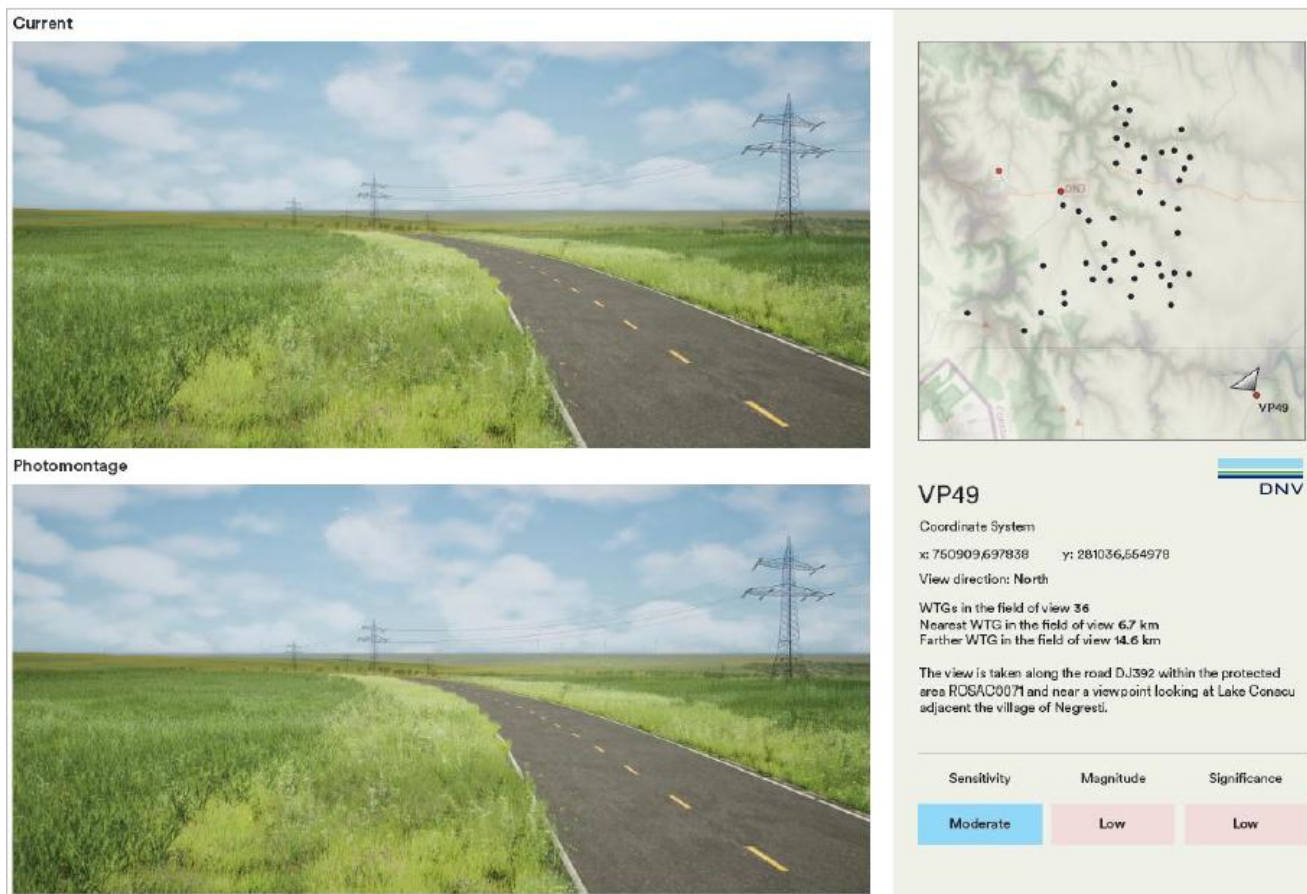 Current
DN3
VP49
Photomontage
VP49
DNV
Coordinate System
x: 750909,697838 y: 281036,554978
View direction: North
WTGs in the field of view 36
Nearest WTG in the field of view 6.7 km
Farther WTG in the field of view 14.6 km
The view is taken along the road DJ392 within the protected
area ROSAC0071 and near a viewpoint looking at Lake Conacu
adjacent the village of Negresti.
Sensitivity Magnitude Significance
Moderate Low Low